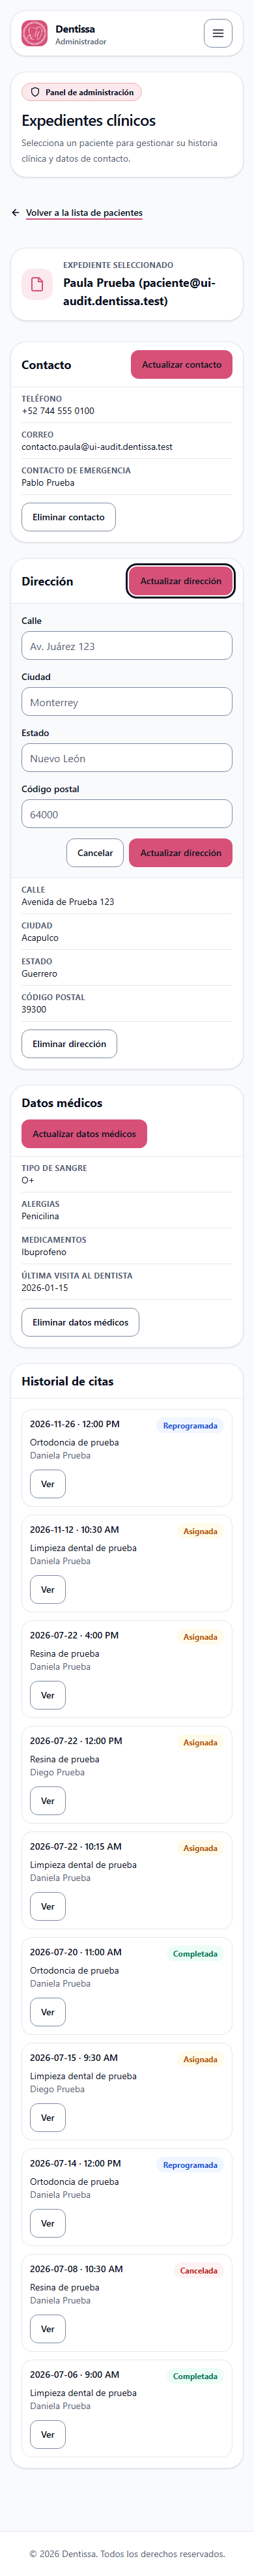 Dentissa
Administrador
Panel de administración
Expedientes clínicos
Selecciona un paciente para gestionar su historia
clínica y datos de contacto.
Volver a la lista de pacientes
EXPEDIENTE SELECCIONADO
Paula Prueba (paciente@ui-
audit.dentissa.test)
Contacto
Actualizar contacto
TELÉFONO
+52 744 555 0100
CORREO
contacto.paula@ui-audit.dentissa.test
CONTACTO DE EMERGENCIA
Pablo Prueba
Eliminar contacto
Dirección
Actualizar dirección
Calle
Av. Juárez 123
Ciudad
Monterrey
Estado
Nuevo León
Código postal
64000
Cancelar
Actualizar dirección
CALLE
Avenida de Prueba 123
CIUDAD
Acapulco
ESTADO
Guerrero
CÓDIGO POSTAL
39300
Eliminar dirección
Datos médicos
Actualizar datos médicos
TIPO DE SANGRE
O+
ALERGIAS
Penicilina
MEDICAMENTOS
Ibuprofeno
ÚLTIMA VISITA AL DENTISTA
2026-01-15
Eliminar datos médicos
Historial de citas
2026-11-26 · 12:00 PM
Reprogramada
Ortodoncia de prueba
Daniela Prueba
Ver
2026-11-12 · 10:30 AM
Asignada
Limpieza dental de prueba
Daniela Prueba
Ver
2026-07-22 · 4:00 PM
Asignada
Resina de prueba
Daniela Prueba
Ver
2026-07-22 · 12:00 PM
Asignada
Resina de prueba
Diego Prueba
Ver
2026-07-22 · 10:15 AM
Asignada
Limpieza dental de prueba
Daniela Prueba
Ver
2026-07-20 · 11:00 AM
Completada
Ortodoncia de prueba
Daniela Prueba
Ver
2026-07-15 · 9:30 AM
Asignada
Limpieza dental de prueba
Diego Prueba
Ver
2026-07-14 · 12:00 PM
Reprogramada
Ortodoncia de prueba
Daniela Prueba
Ver
2026-07-08 · 10:30 AM
Cancelada
Resina de prueba
Daniela Prueba
Ver
2026-07-06 · 9:00 AM
Completada
Limpieza dental de prueba
Daniela Prueba
Ver
© 2026 Dentissa. Todos los derechos reservados.